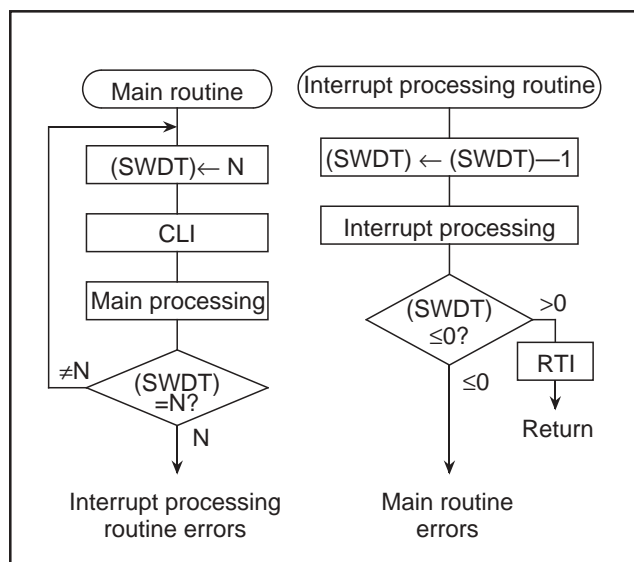 Main routine
(SWDT)← N
CLI
Main processing
≠N
(SWDT)
=N?
N
Interrupt processing
routine errors
Interrupt processing routine
(SWDT) ← (SWDT)—1
Interrupt processing
(SWDT)
≤0?
>0
RTI
≤0
Return
Main routine
errors